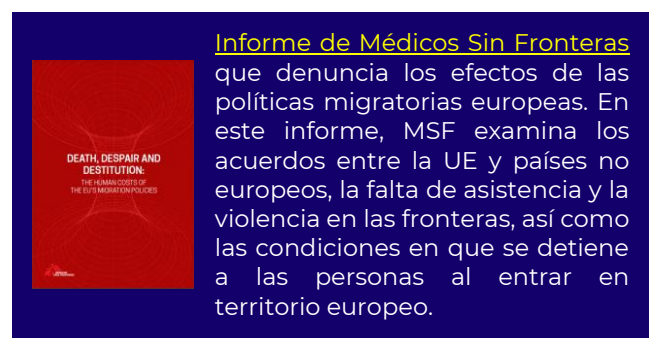 Informe de Médicos Sin Fronteras
que denuncia los efectos de las
políticas migratorias europeas. En
este informe, MSF examina los
acuerdos entre la UE y países no
europeos, la falta de asistencia y la
violencia en las fronteras, así como
las condiciones en que se detiene
a las personas al entrar en
territorio europeo.
DEATH, DESPAIR AND
DESTITUTION:
THE HUMAN COSTS OF
THE EU'S MIGRATION POLICIES